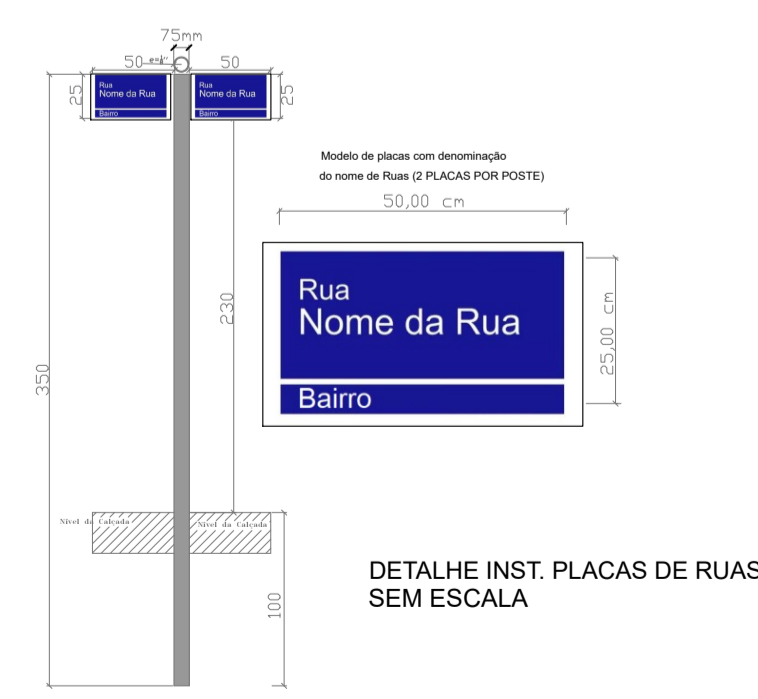 75mm
50 e=⅛" 50
25
Rua
Nome da Rua
Bairro
Rua
Nome da Rua
Bairro
25
Modelo de placas com denominação
do nome de Ruas (2 PLACAS POR POSTE)
50,00 cm
Rua
Nome da Rua
Bairro
25,00 cm
230
350
Nível da Calçada
Nível da Calçada
100
DETALHE INST. PLACAS DE RUAS
SEM ESCALA